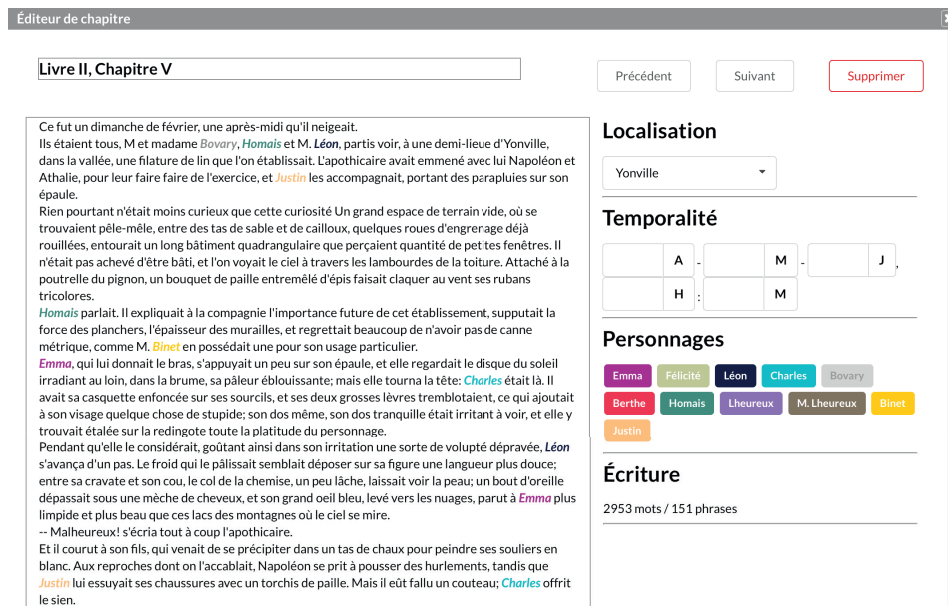 Éditeur de chapitre
Livre II, Chapitre V
Précédent
Suivant
Supprimer
Ce fut un dimanche de février, une après-midi qu'il neigeait.
Ils étaient tous, M et madame Bovary, Homais et M. Léon, partis voir, à une demi-lieue d'Yonville,
dans la vallée, une filature de lin que l'on établissait. L'apothicaire avait emmené avec lui Napoléon et
Athalie, pour leur faire faire de l'exercice, et Justin les accompagnait, portant des parapluies sur son
épaule.
Rien pourtant n'était moins curieux que cette curiosité Un grand espace de terrain vide, où se
trouvaient pêle-mêle, entre des tas de sable et de cailloux, quelques roues d'engrenage déjà
rouillées, entourait un long bâtiment quadrangulaire que perçaient quantité de petites fenêtres. Il
n'était pas achevé d'être bâti, et l'on voyait le ciel à travers les lambourdes de la toiture. Attaché à la
poutrelle du pignon, un bouquet de paille entremêlé d'épis faisait claquer au vent ses rubans
tricolores.
Homais parlait. Il expliquait à la compagnie l'importance future de cet établissement, supputait la
force des planchers, l'épaisseur des murailles, et regrettait beaucoup de n'avoir pas de canne
métrique, comme M. Binet en possédait une pour son usage particulier.
Emma, qui lui donnait le bras, s'appuyait un peu sur son épaule, et elle regardait le disque du soleil
irradiant au loin, dans la brume, sa pâleur éblouissante; mais elle tourna la tête: Charles était là. Il
avait sa casquette enfoncée sur ses sourcils, et ses deux grosses lèvres tremblotaient, ce qui ajoutait
à son visage quelque chose de stupide; son dos même, son dos tranquille était irritant à voir, et elle y
trouvait étalée sur la redingote toute la platitude du personnage.
Pendant qu'elle le considérait, goûtant ainsi dans son irritation une sorte de volupté dépravée, Léon
s'avança d'un pas. Le froid qui le pâlissait semblait déposer sur sa figure une langueur plus douce;
entre sa cravate et son cou, le col de la chemise, un peu lâche, laissait voir la peau; un bout d'oreille
dépassait sous une mèche de cheveux, et son grand oeil bleu, levé vers les nuages, parut à Emma plus
limpide et plus beau que ces lacs des montagnes où le ciel se mire.
-- Malheureux! s'écria tout à coup l'apothicaire.
Et il courut à son fils, qui venait de se précipiter dans un tas de chaux pour peindre ses souliers en
blanc. Aux reproches dont on l'accablait, Napoléon se prit à pousser des hurlements, tandis que
Justin lui essuyait ses chaussures avec un torchis de paille. Mais il eût fallu un couteau; Charles offrit
le sien.
Localisation
Yonville
Temporalité
A - M - J ,
H : M
Personnages
Emma Félicité Léon Charles Bovary
Berthe Homais Lheureux M. Lheureux Binet
Justin
Écriture
2953 mots / 151 phrases